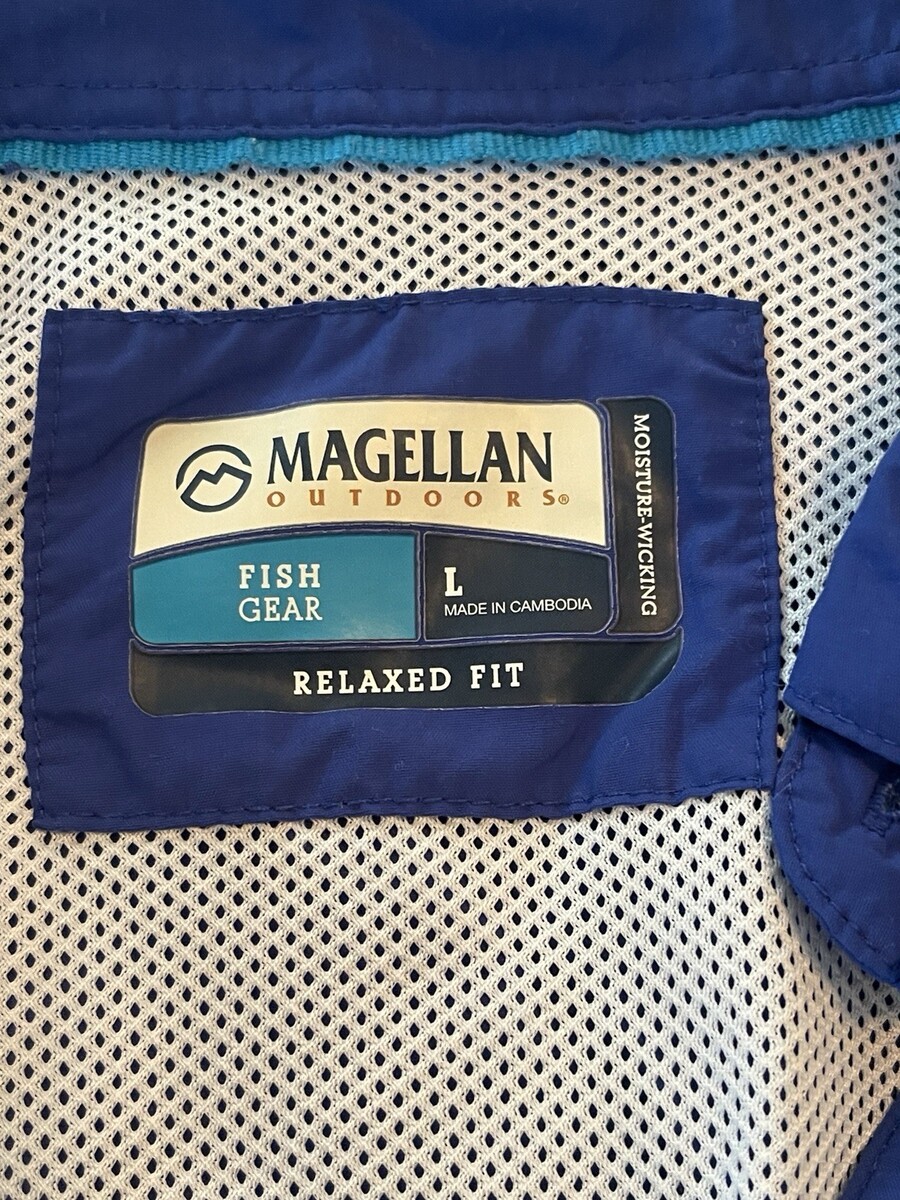 MAGELLAN
OUTDOORS®
FISH
GEAR
L
MADE IN CAMBODIA
MOISTURE-WICKING
RELAXED FIT